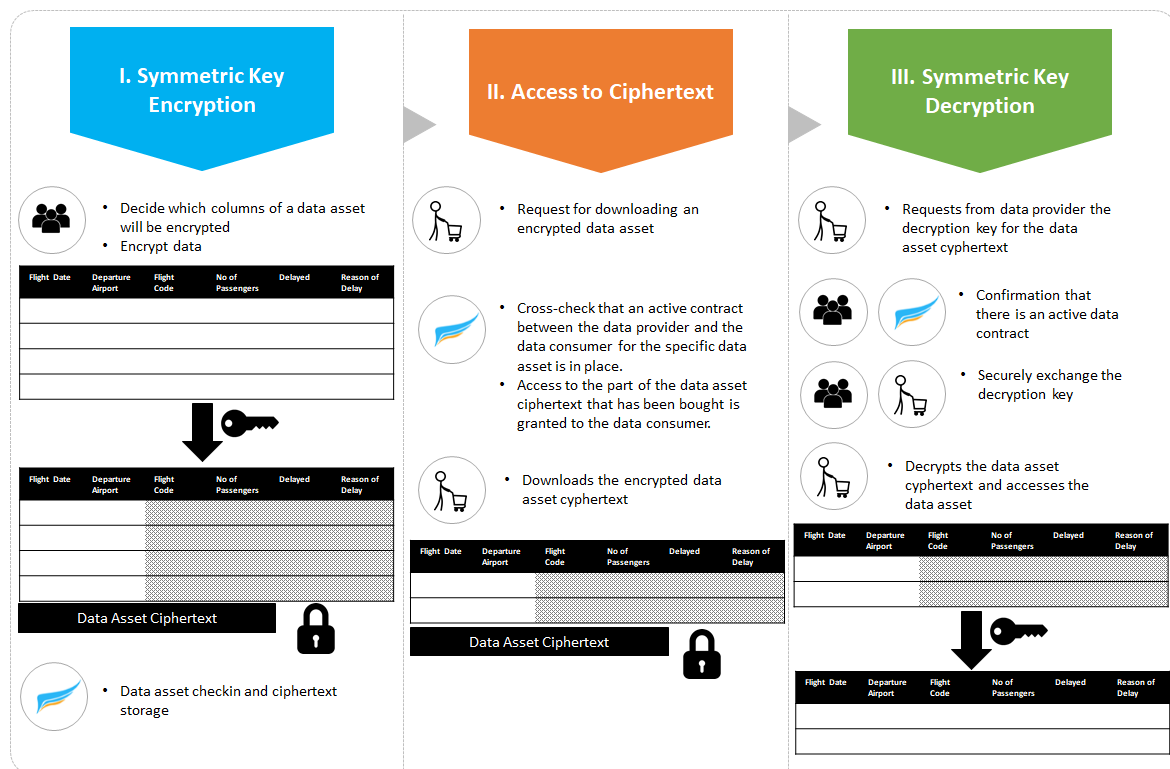 I. Symmetric Key
Encryption
• Decide which columns of a data asset
will be encrypted
• Encrypt data
Flight Date Departure Airport Flight Code No of Passengers Delayed Reason of Delay
Flight Date Departure Airport Flight Code No of Passengers Delayed Reason of Delay
Data Asset Ciphertext
• Data asset checkin and ciphertext
storage
II. Access to Ciphertext
• Request for downloading an
encrypted data asset
• Cross-check that an active contract
between the data provider and the
data consumer for the specific data
asset is in place.
• Access to the part of the data asset
ciphertext that has been bought is
granted to the data consumer.
• Downloads the encrypted data
asset cyphertext
Flight Date Departure Airport Flight Code No of Passengers Delayed Reason of Delay
Data Asset Ciphertext
III. Symmetric Key
Decryption
• Requests from data provider the
decryption key for the data
asset cyphertext
• Confirmation that
there is an active data
contract
• Securely exchange the
decryption key
• Decrypts the data asset
cyphertext and accesses the
data asset
Flight Date Departure Airport Flight Code No of Passengers Delayed Reason of Delay
Flight Date Departure Airport Flight Code No of Passengers Delayed Reason of Delay